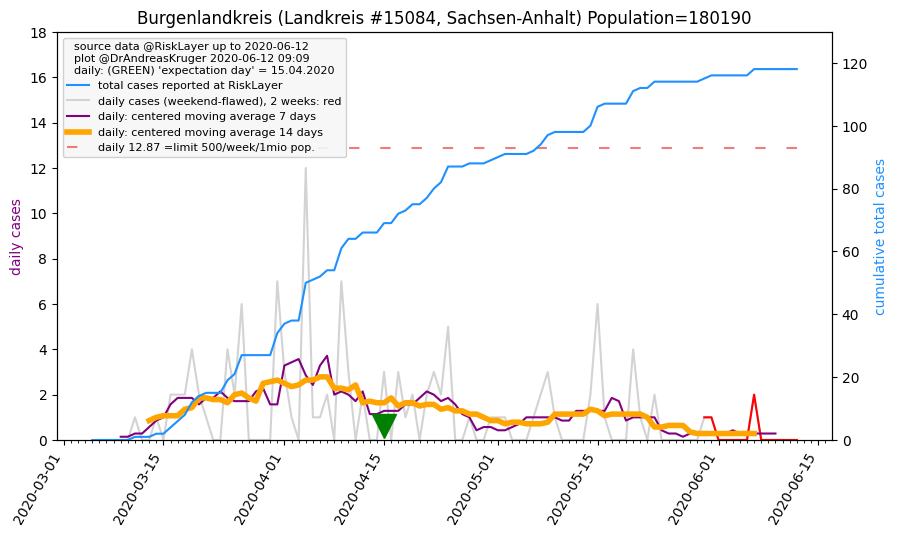 Burgenlandkreis (Landkreis #15084, Sachsen-Anhalt) Population=180190
source data @RiskLayer up to 2020-06-12
plot @DrAndreasKruger 2020-06-12 09:09
daily: (GREEN) 'expectation day' = 15.04.2020
total cases reported at RiskLayer
daily cases (weekend-flawed), 2 weeks: red
daily: centered moving average 7 days
daily: centered moving average 14 days
daily 12.87 =limit 500/week/1mio pop.
daily cases
18
16
14
12
10
8
6
4
2
0
120
100
80
60
40
20
0
cumulative total cases
2020-03-01
2020-03-15
2020-04-01
2020-04-15
2020-05-01
2020-05-15
2020-06-01
2020-06-15